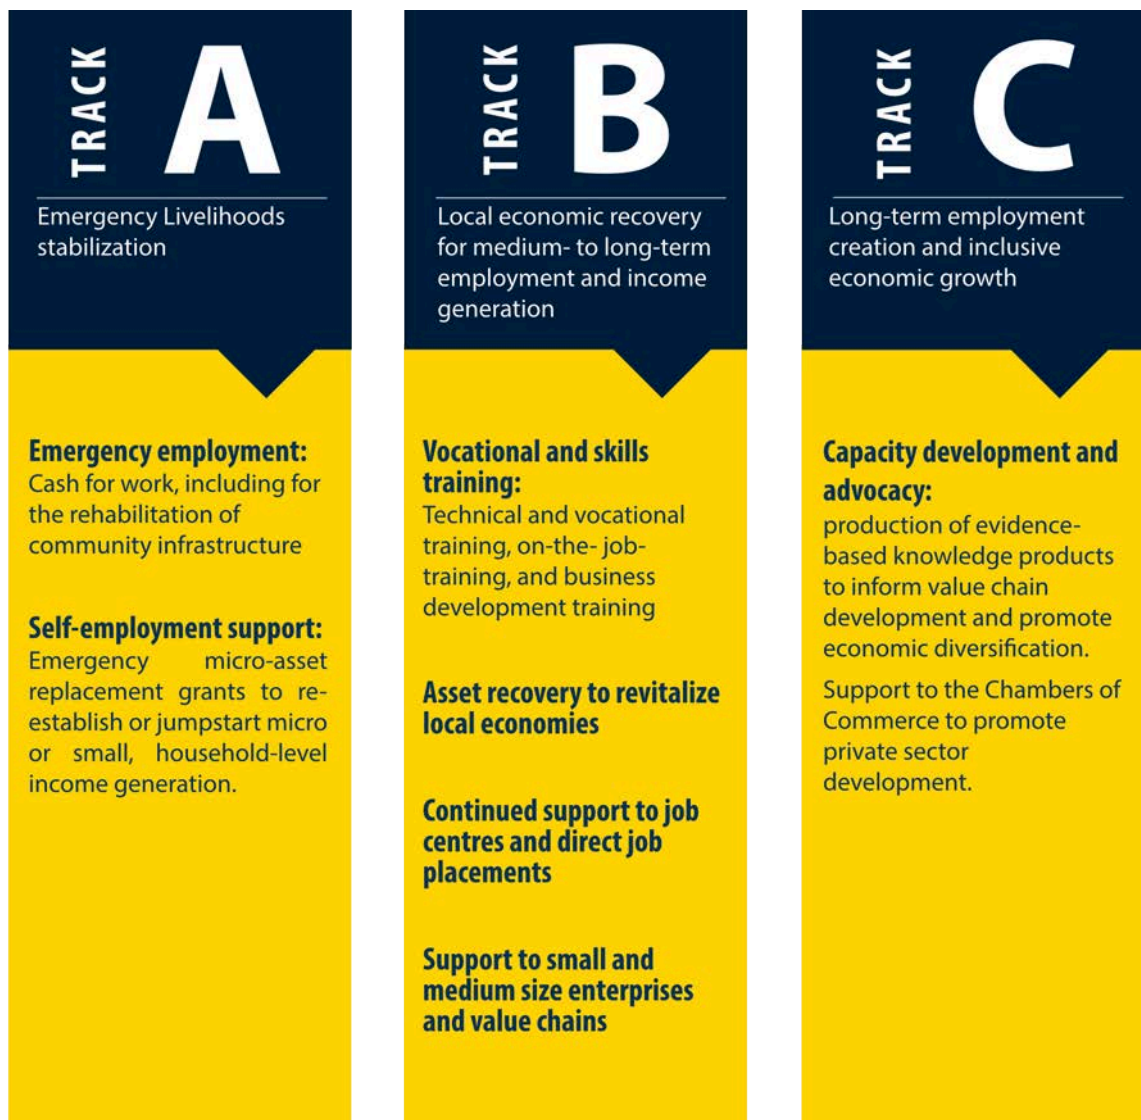 TRACK A
Emergency Livelihoods
stabilization
Emergency employment:
Cash for work, including for
the rehabilitation of
community infrastructure
Self-employment support:
Emergency micro-asset
replacement grants to re-
establish or jumpstart micro
or small, household-level
income generation.
TRACK B
Local economic recovery
for medium- to long-term
employment and income
generation
Vocational and skills
training:
Technical and vocational
training, on-the- job-
training, and business
development training
Asset recovery to revitalize
local economies
Continued support to job
centres and direct job
placements
Support to small and
medium size enterprises
and value chains
TRACK C
Long-term employment
creation and inclusive
economic growth
Capacity development and
advocacy:
production of evidence-
based knowledge products
to inform value chain
development and promote
economic diversification.
Support to the Chambers of
Commerce to promote
private sector
development.